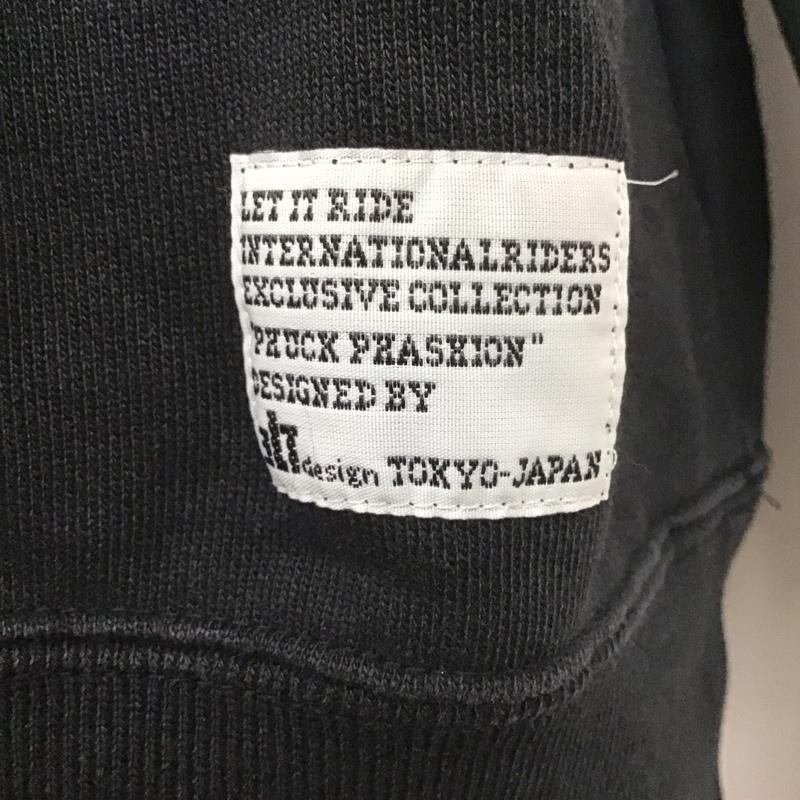 LET IT RIDE
INTERNATIONALRIDERS
EXCLUSIVE COLLECTION
"PHUCK PHASHION"
DESIGNED BY
design TOKYO-JAPAN